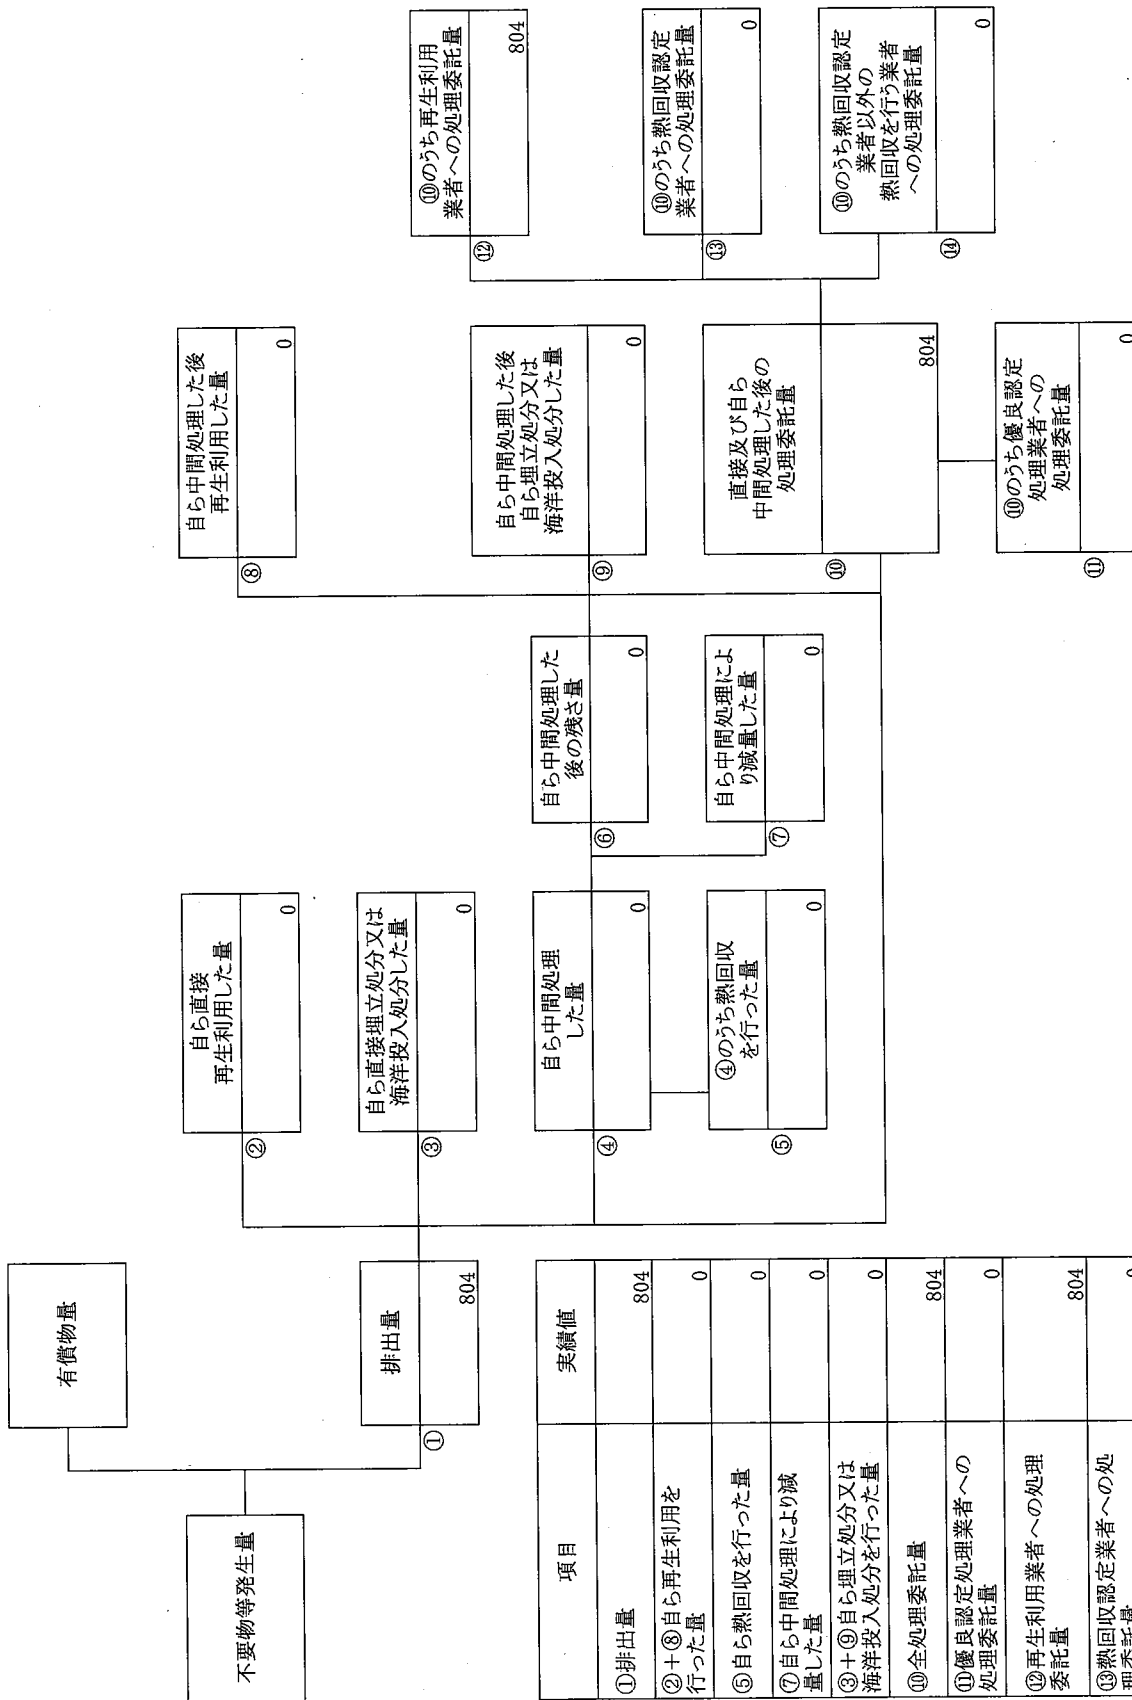 不要物等発生量
有償物量
①
排出量
804
②
自ら直接
再生利用した量
0
③
自ら直接埋立処分又は
海洋投入処分した量
0
④
自ら中間処理
した量
0
⑤
④のうち熱回収
を行った量
0
⑥
自ら中間処理した
後の残さ量
0
⑦
自ら中間処理によ
り減量した量
0
⑧
自ら中間処理した後
再生利用した量
0
⑨
自ら中間処理した後
自ら埋立処分又は
海洋投入処分した量
0
⑩
直接及び自ら
中間処理した後の
処理委託量
804
⑪
⑩のうち優良認定
処理業者への
処理委託量
0
⑫
⑩のうち再生利用
業者への処理委託量
804
⑬
⑩のうち熱回収認定
業者への処理委託量
0
⑭
⑩のうち熱回収認定
業者以外の
熱回収を行う業者
への処理委託量
0
項目 実績値
①排出量 804
②+⑧自ら再生利用を
行った量 0
⑤自ら熱回収を行った量 0
⑦自ら中間処理により減
量した量 0
③+⑨自ら埋立処分又は
海洋投入処分を行った量 0
⑩全処理委託量 804
⑪優良認定処理業者への
処理委託量 0
⑫再生利用業者への処理
委託量 804
⑬熱回収認定業者への処
理委託量 0